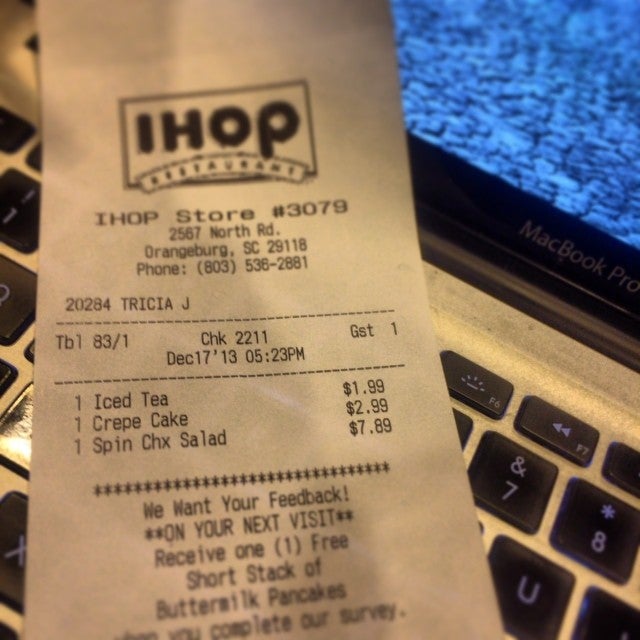 IHOP
RESTAURANT
IHOP Store #3079
2567 North Rd.
Orangeburg, SC 29118
Phone: (803) 536-2881
20284 TRICIA J
Tbl 83/1 Chk 2211 Gst 1
Dec17'13 05:23PM
1 Iced Tea $1.99
1 Crepe Cake $2.99
1 Spin Chx Salad $7.89
****************************************
We Want Your Feedback!
**ON YOUR NEXT VISIT**
Receive one (1) Free
Short Stack of
Buttermilk Pancakes
when you complete our survey.
MacBook Pro
F6
F7
&
7
*
8
U